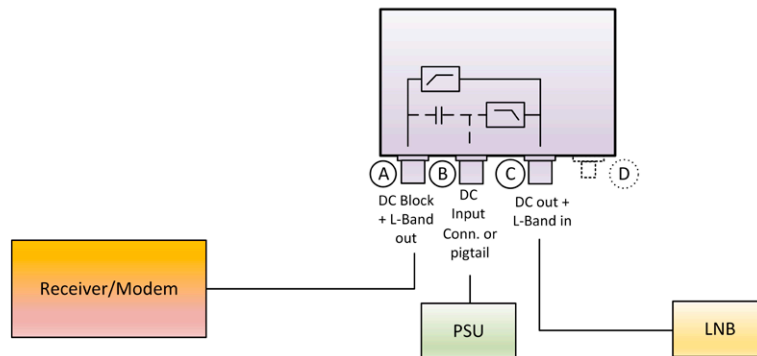 A
B
C
D
DC Block
+ L-Band
out
DC
Input
Conn. or
pigtail
DC out +
L-Band in
Receiver/Modem
PSU
LNB